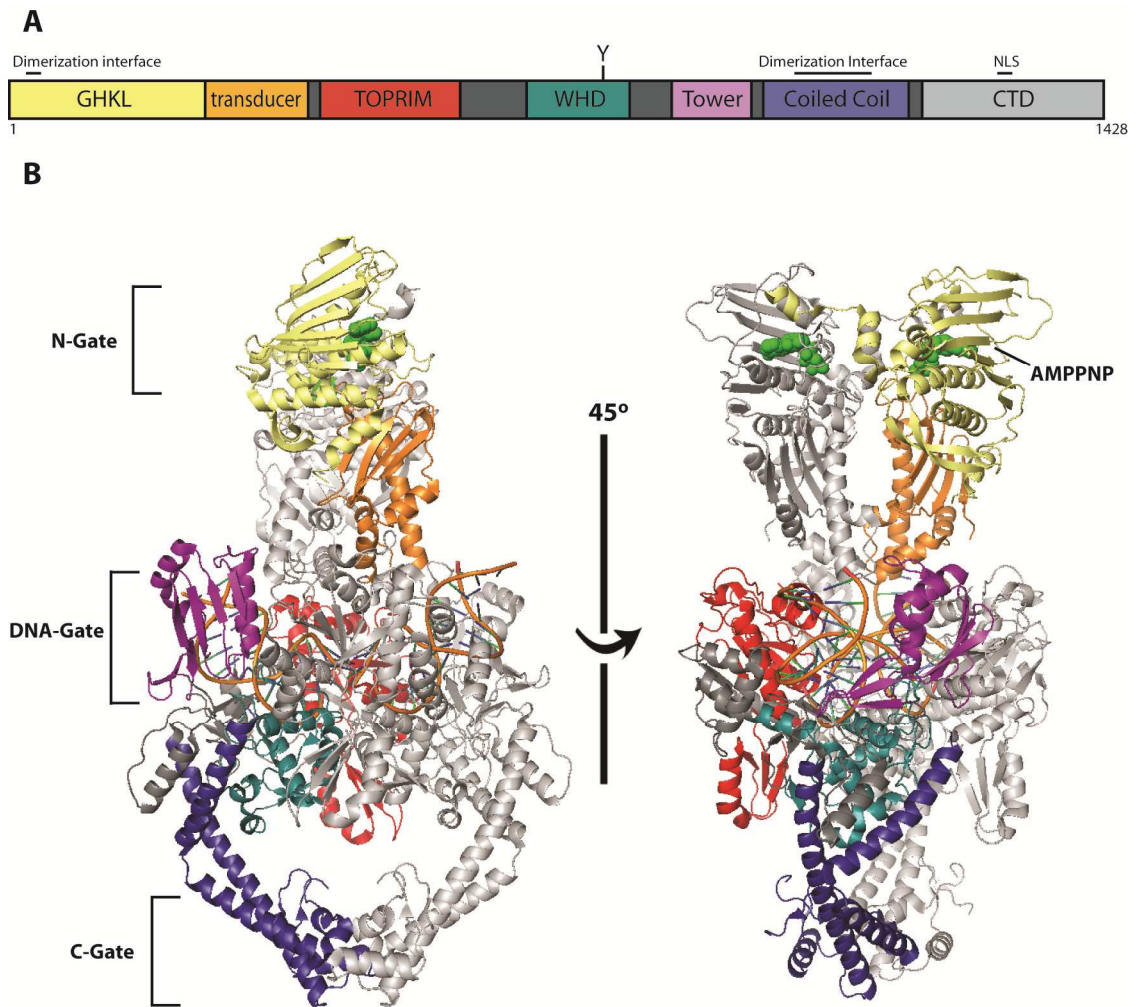 A
Y
Dimerization interface
Dimerization Interface
NLS
GHKL
transducer
TOPRIM
WHD
Tower
Coiled Coil
CTD
1
1428
B
N-Gate
AMPPNP
45º
DNA-Gate
C-Gate